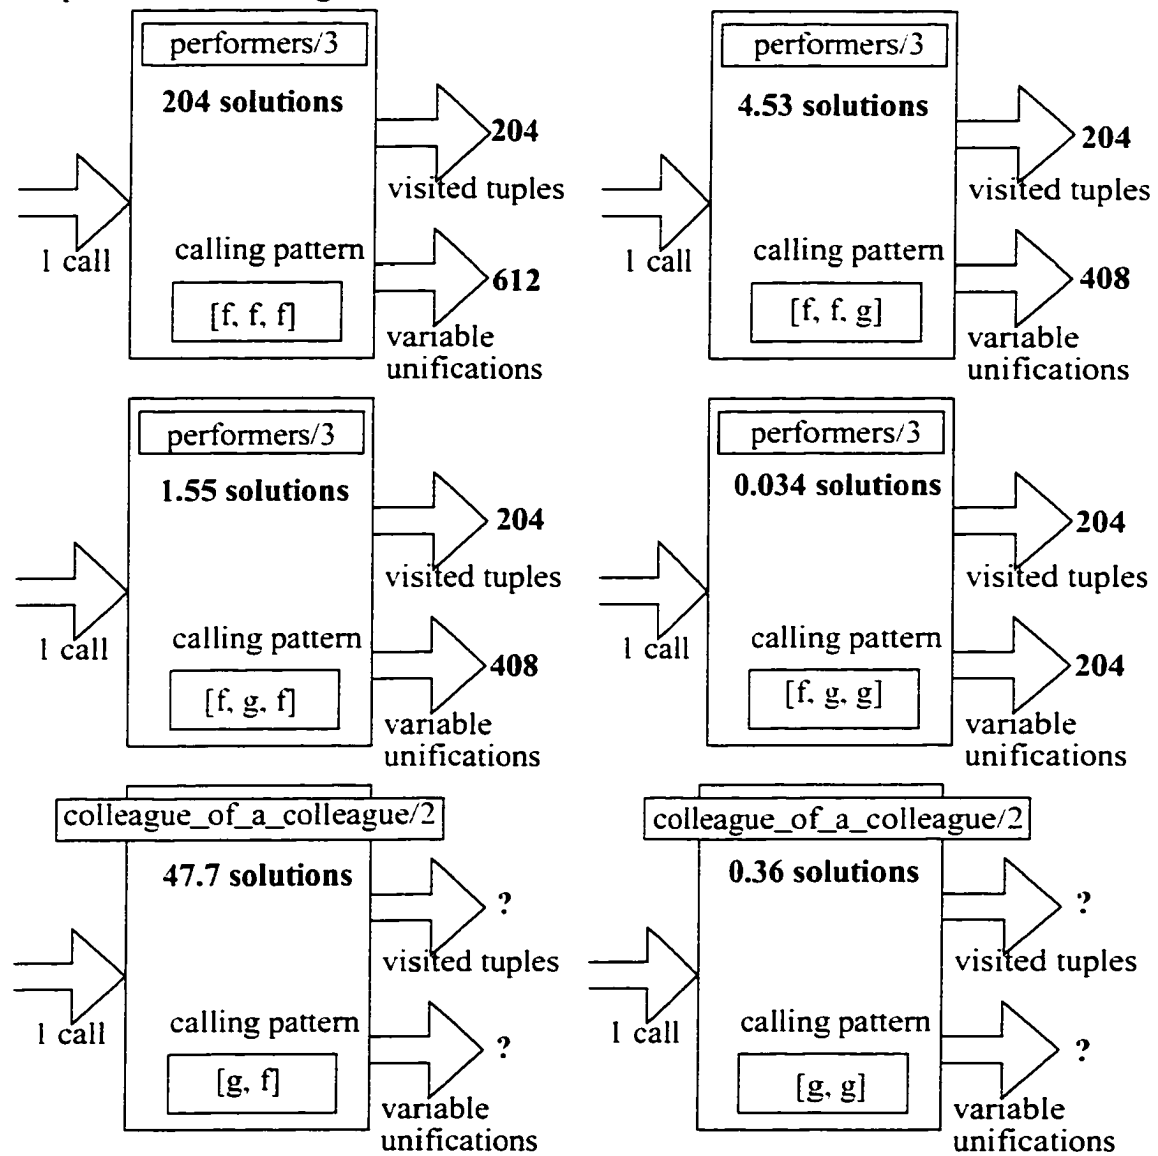 performers/3
204 solutions
204
visited tuples
1 call
calling pattern
[f, f, f]
612
variable
unifications
performers/3
4.53 solutions
204
visited tuples
1 call
calling pattern
[f, f, g]
408
variable
unifications
performers/3
1.55 solutions
204
visited tuples
1 call
calling pattern
[f, g, f]
408
variable
unifications
performers/3
0.034 solutions
204
visited tuples
1 call
calling pattern
[f, g, g]
204
variable
unifications
colleague_of_a_colleague/2
47.7 solutions
?
visited tuples
1 call
calling pattern
[g, f]
?
variable
unifications
colleague_of_a_colleague/2
0.36 solutions
?
visited tuples
1 call
calling pattern
[g, g]
?
variable
unifications